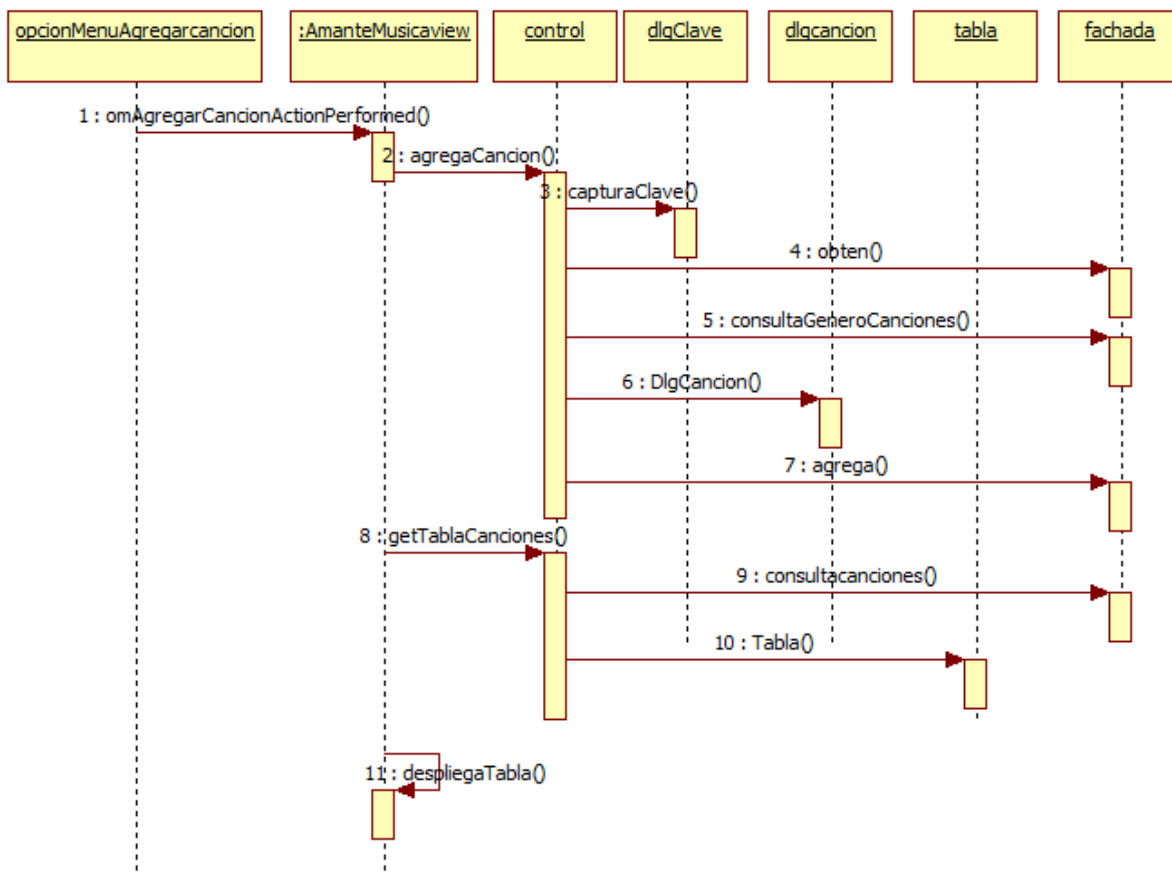 opcionMenuAgregarcancion
:AmanteMusicaview
control
dlgClave
dlgcancion
tabla
fachada
1 : omAgregarCancionActionPerformed()
2 : agregaCancion()
3 : capturaClave()
4 : obten()
5 : consultaGeneroCanciones()
6 : DlgCancion()
7 : agrega()
8 : getTablaCanciones()
9 : consultacanciones()
10 : Tabla()
11 : despliegaTabla()